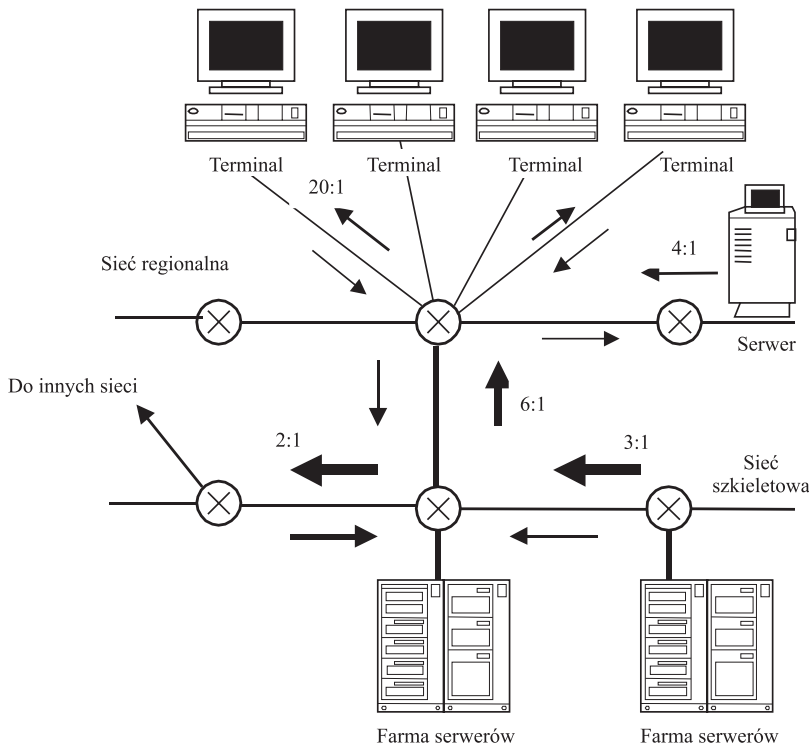 Terminal
Terminal
Terminal
Terminal
20:1
4:1
Sieć regionalna
Serwer
Do innych sieci
6:1
2:1
3:1
Sieć
szkieletowa
Farma serwerów
Farma serwerów